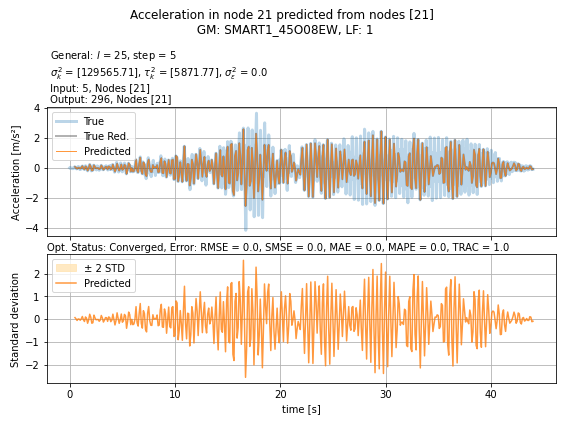 Acceleration in node 21 predicted from nodes [21]
GM: SMART1_45O08EW, LF: 1
General: l = 25, step = 5
σ²ₖ = [129565.71], τ²ₖ = [5871.77], σ²ε = 0.0
Input: 5, Nodes [21]
Output: 296, Nodes [21]
Acceleration [m/s²]
4
2
0
−2
−4
True
True Red.
Predicted
Opt. Status: Converged, Error: RMSE = 0.0, SMSE = 0.0, MAE = 0.0, MAPE = 0.0, TRAC = 1.0
Standard deviation
2
1
0
−1
−2
± 2 STD
Predicted
0 10 20 30 40
time [s]